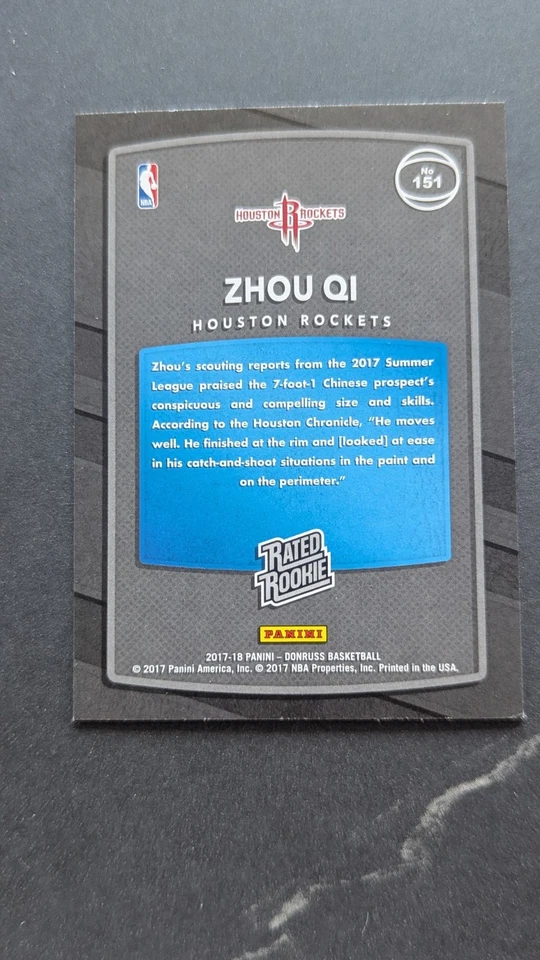 NBA
No
151
HOUSTON ROCKETS
ZHOU QI
HOUSTON ROCKETS
Zhou's scouting reports from the 2017 Summer
League praised the 7-foot-1 Chinese prospect's
conspicuous and compelling size and skills.
According to the Houston Chronicle, "He moves
well. He finished at the rim and [looked] at ease
in his catch-and-shoot situations in the paint and
on the perimeter."
RATED
ROOKIE
PANINI
2017-18 PANINI – DONRUSS BASKETBALL
© 2017 Panini America, Inc. © 2017 NBA Properties, Inc. Printed in the USA.